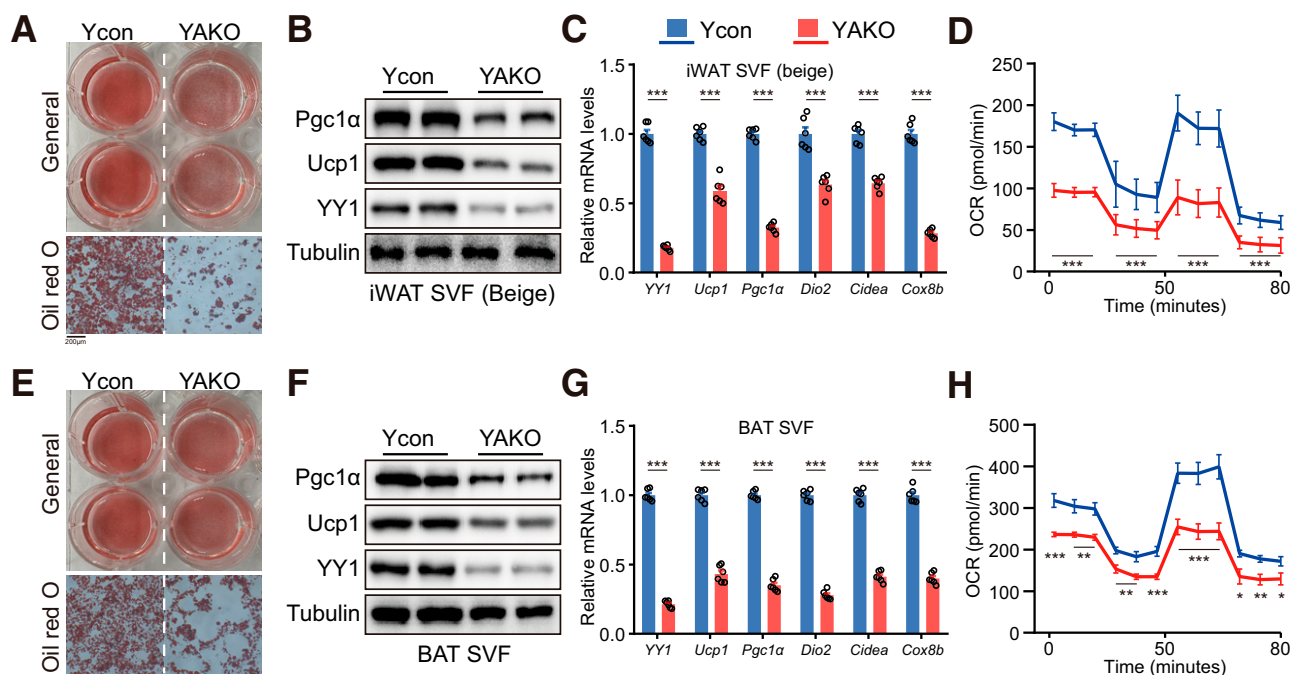 A
Ycon YAKO
General
Oil red O
200μm
B
Ycon YAKO
Pgc1α
Ucp1
YY1
Tubulin
iWAT SVF (Beige)
C
Ycon YAKO
iWAT SVF (beige)
Relative mRNA levels
1.5
1.0
0.5
0.0
*** *** *** *** *** ***
YY1 Ucp1 Pgc1α Dio2 Cidea Cox8b
D
OCR (pmol/min)
250
200
150
100
50
0
*** *** *** ***
0 50 80
Time (minutes)
E
Ycon YAKO
General
Oil red O
F
Ycon YAKO
Pgc1α
Ucp1
YY1
Tubulin
BAT SVF
G
BAT SVF
Relative mRNA levels
1.5
1.0
0.5
0.0
*** *** *** *** *** ***
YY1 Ucp1 Pgc1α Dio2 Cidea Cox8b
H
OCR (pmol/min)
500
400
300
200
100
0
*** ** ** *** *** * ** *
0 50 80
Time (minutes)